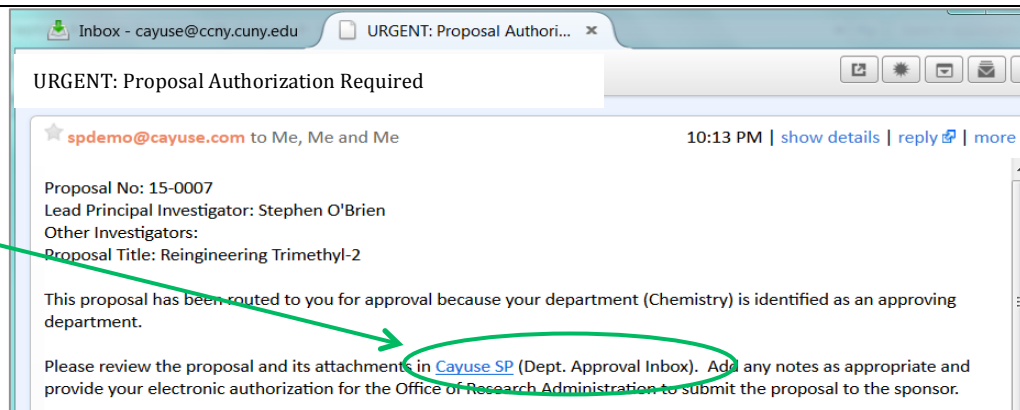 Inbox - cayuse@ccny.cuny.edu
URGENT: Proposal Authori...
URGENT: Proposal Authorization Required
spdemo@cayuse.com to Me, Me and Me
10:13 PM | show details | reply | more
Proposal No: 15-0007
Lead Principal Investigator: Stephen O'Brien
Other Investigators:
Proposal Title: Reingineering Trimethyl-2
This proposal has been routed to you for approval because your department (Chemistry) is identified as an approving
department.
Please review the proposal and its attachments in Cayuse SP (Dept. Approval Inbox). Add any notes as appropriate and
provide your electronic authorization for the Office of Research Administration to submit the proposal to the sponsor.